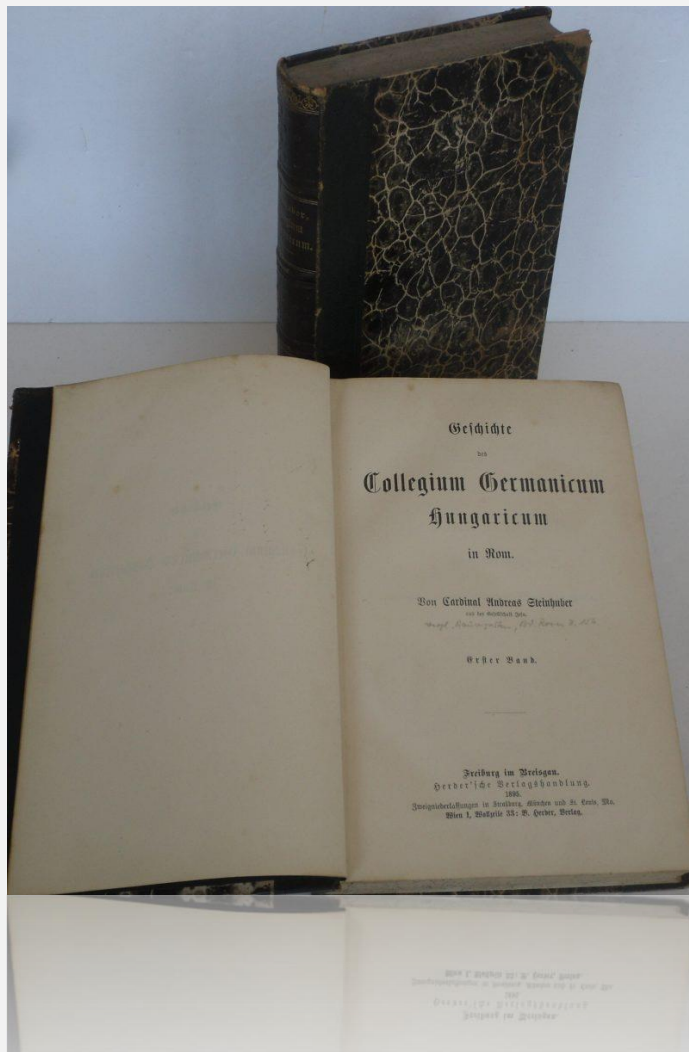 Geschichte
des
Collegium Germanicum
Hungaricum
in Rom.
Von Cardinal Andreas Steinhuber
aus der Gesellschaft Jesu.
Erster Band.
Freiburg im Breisgau.
Herder'sche Verlagshandlung.
1895.
Zweigniederlassungen in Straßburg, München und St. Louis, Mo.
Wien I, Wollzeile 33: B. Herder, Verlag.